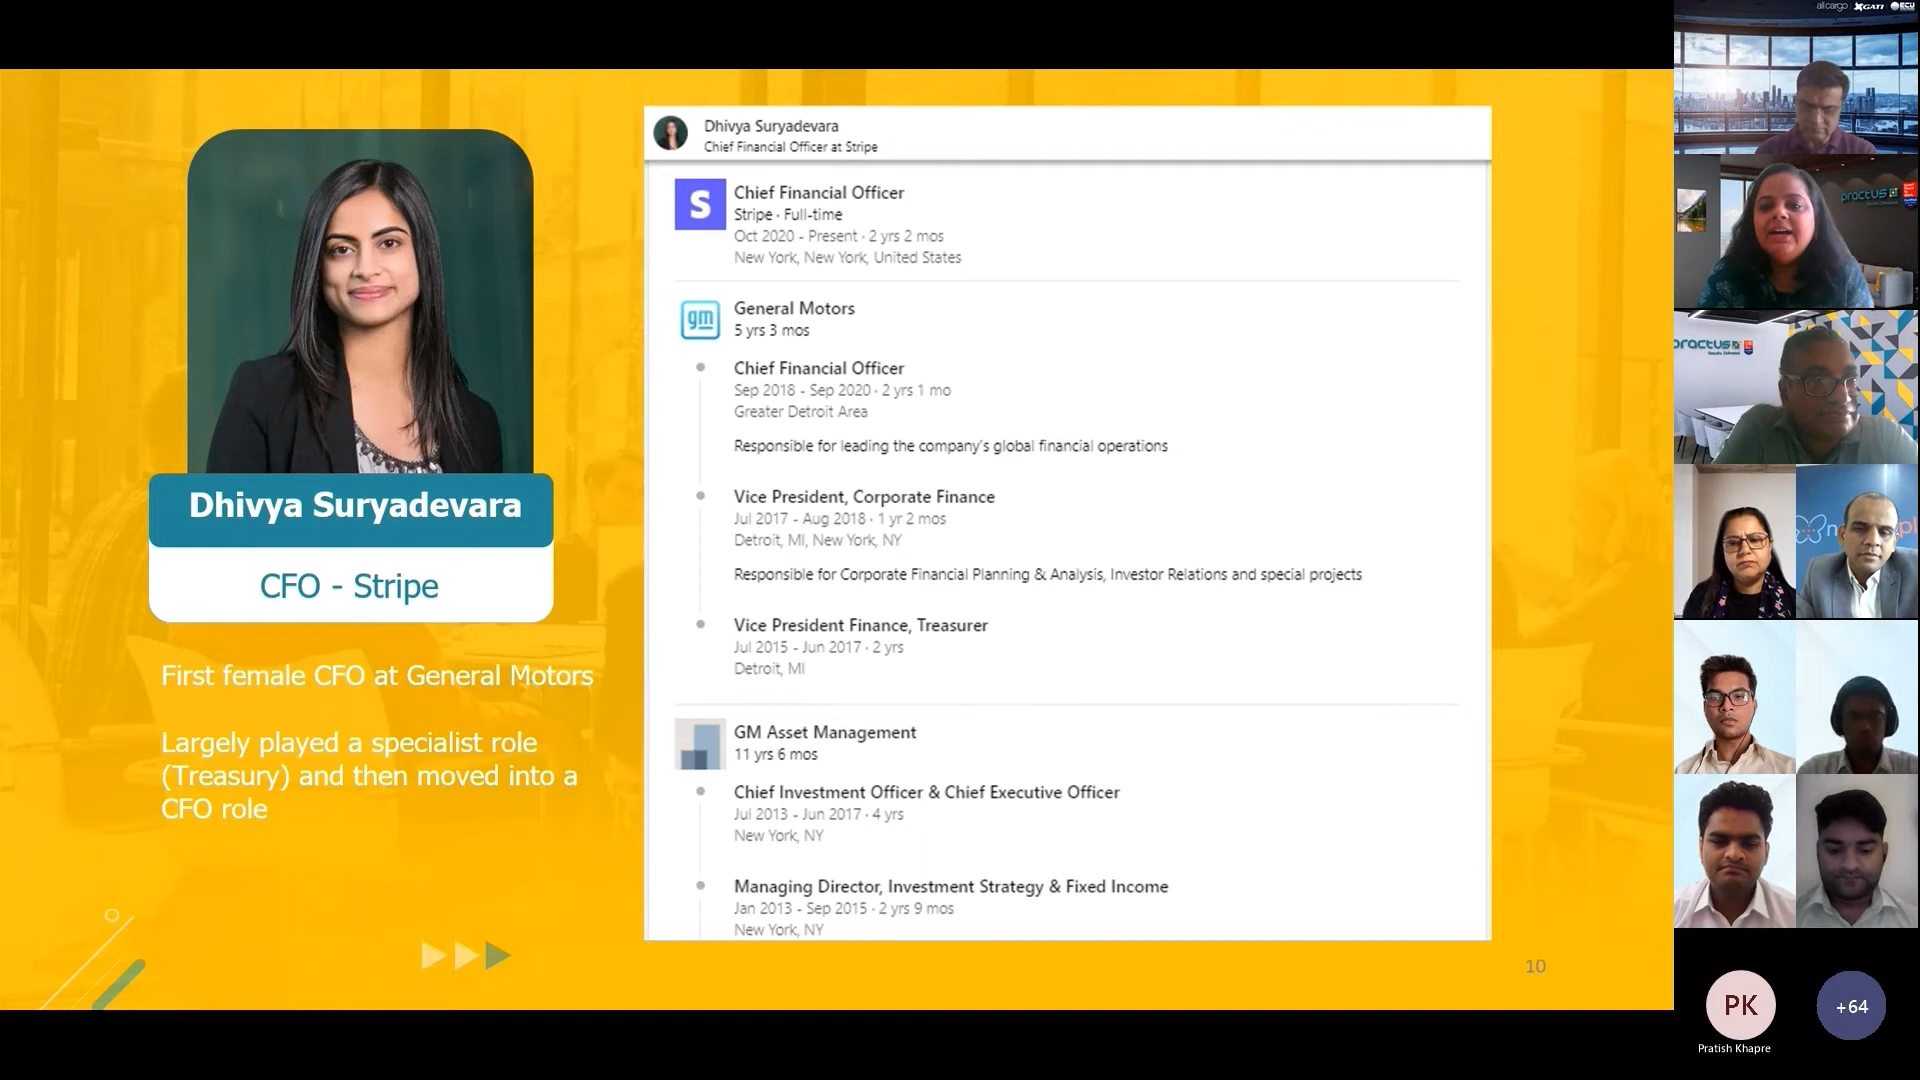 Dhivya Suryadevara
CFO - Stripe
First female CFO at General Motors
Largely played a specialist role
(Treasury) and then moved into a
CFO role
Dhivya Suryadevara
Chief Financial Officer at Stripe
S
Chief Financial Officer
Stripe · Full-time
Oct 2020 - Present · 2 yrs 2 mos
New York, New York, United States
gm
General Motors
5 yrs 3 mos
Chief Financial Officer
Sep 2018 - Sep 2020 · 2 yrs 1 mo
Greater Detroit Area
Responsible for leading the company's global financial operations
Vice President, Corporate Finance
Jul 2017 - Aug 2018 · 1 yr 2 mos
Detroit, MI, New York, NY
Responsible for Corporate Financial Planning & Analysis, Investor Relations and special projects
Vice President Finance, Treasurer
Jul 2015 - Jun 2017 · 2 yrs
Detroit, MI
GM Asset Management
11 yrs 6 mos
Chief Investment Officer & Chief Executive Officer
Jul 2013 - Jun 2017 · 4 yrs
New York, NY
Managing Director, Investment Strategy & Fixed Income
Jan 2013 - Sep 2015 · 2 yrs 9 mos
New York, NY
10
allcargo GATI ECU
practus
practus
PK
Pratish Khapre
+64